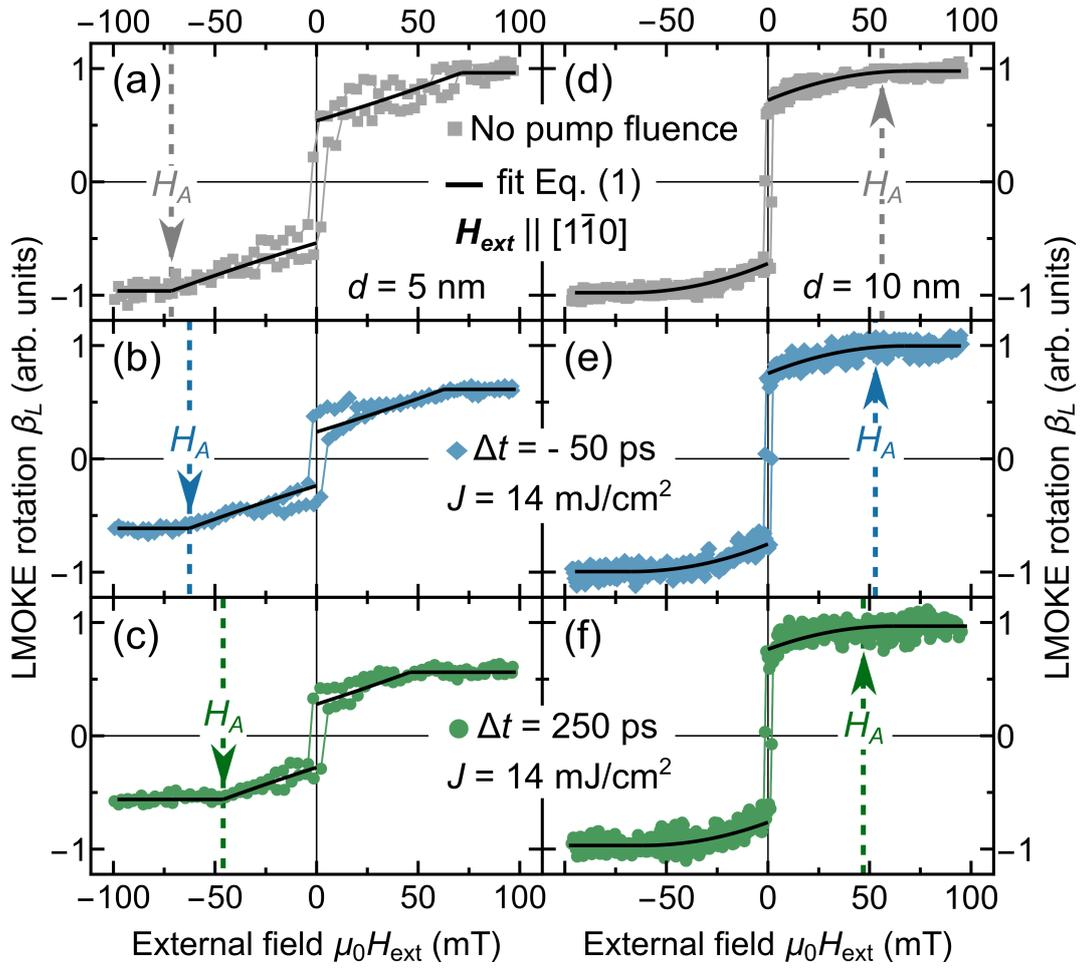 −100 −50 0 50 100 −50 0 50 100
(a) (d)
1 1
No pump fluence
0 0
H_A H_A
fit Eq. (1)
H_ext || [11̄0]
d = 5 nm d = 10 nm
−1 −1
(b) (e)
1 1
H_A H_A
Δt = - 50 ps
0 0
J = 14 mJ/cm²
−1 −1
(c) (f)
1 1
H_A H_A
Δt = 250 ps
0 0
J = 14 mJ/cm²
−1 −1
−100 −50 0 50 100 −50 0 50 100
External field μ₀H_ext (mT) External field μ₀H_ext (mT)
LMOKE rotation β_L (arb. units)
LMOKE rotation β_L (arb. units)